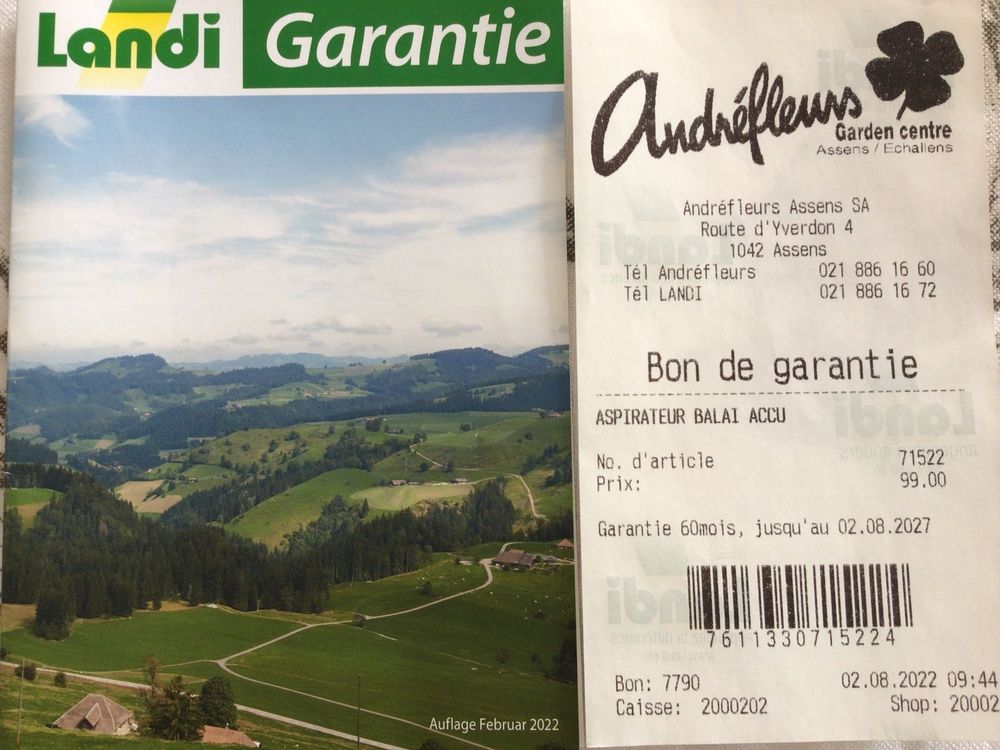 Landi Garantie
Auflage Februar 2022
Andréfleurs
Garden centre
Assens / Echallens
Andréfleurs Assens SA
Route d'Yverdon 4
1042 Assens
Tél Andréfleurs 021 886 16 60
Tél LANDI 021 886 16 72
Bon de garantie
ASPIRATEUR BALAI ACCU
No. d'article 71522
Prix: 99.00
Garantie 60mois, jusqu'au 02.08.2027
7611330715224
Bon: 7790 02.08.2022 09:44
Caisse: 2000202 Shop: 20002